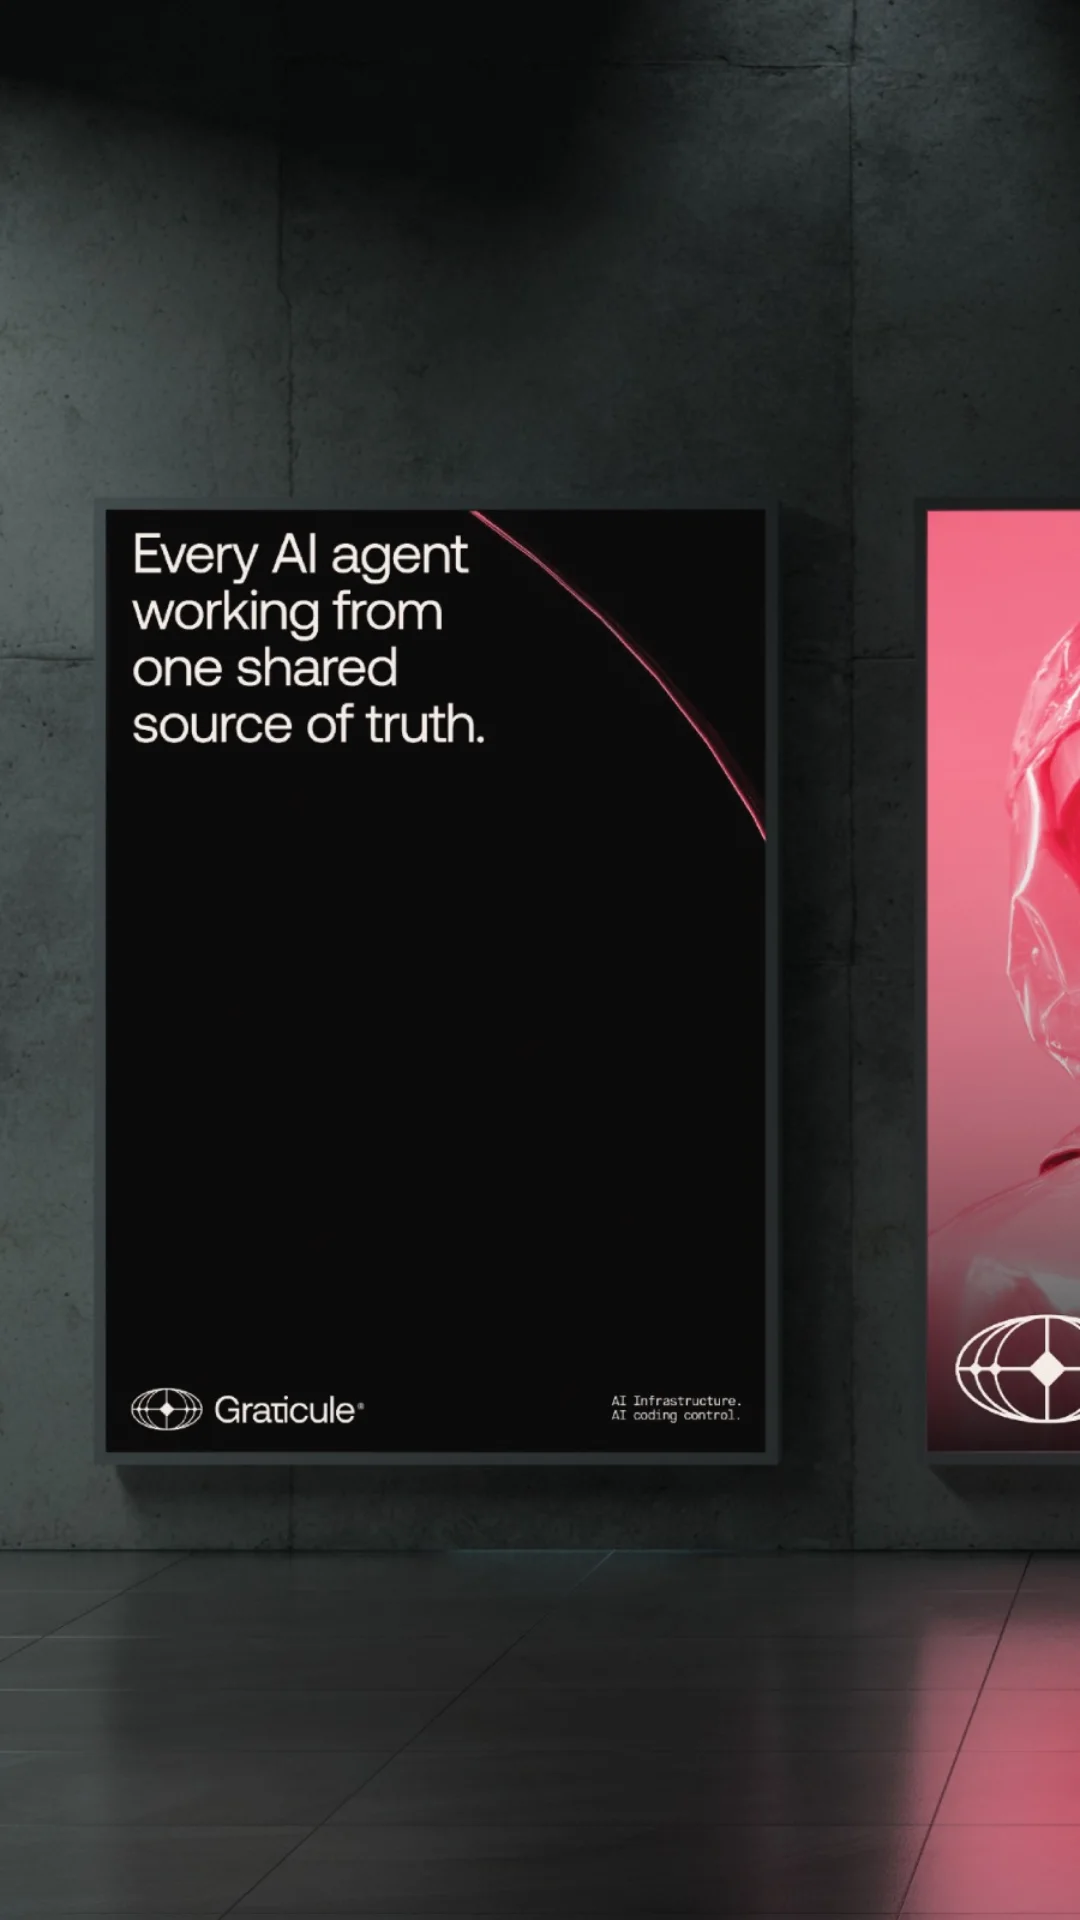 Every AI agent
working from
one shared
source of truth.
Graticule®
AI Infrastructure.
AI coding control.